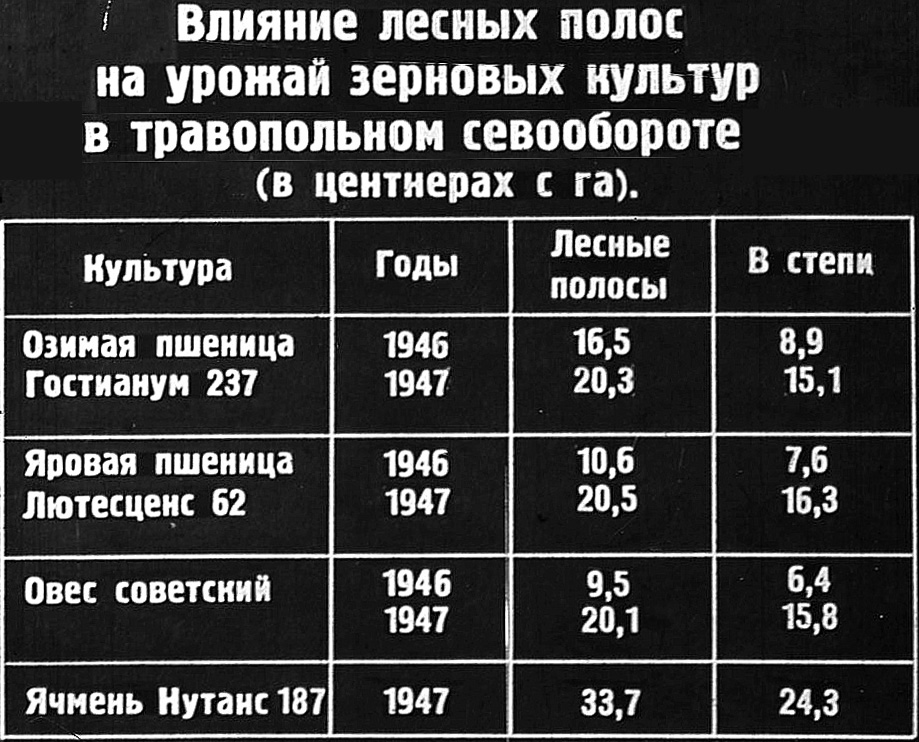 Влияние лесных полос
на урожай зерновых культур
в травопольном севообороте
(в центнерах с га).
Культура Годы Лесные полосы В степи
Озимая пшеница 1946 16,5 8,9
Гостианум 237 1947 20,3 15,1
Яровая пшеница 1946 10,6 7,6
Лютесценс 62 1947 20,5 16,3
Овес советский 1946 9,5 6,4
1947 20,1 15,8
Ячмень Нутанс 187 1947 33,7 24,3